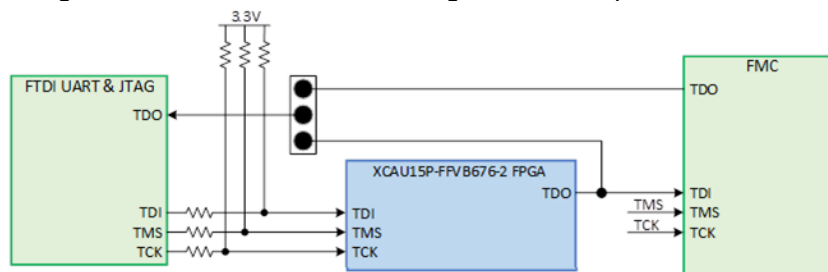 3.3V
FTDI UART & JTAG
FMC
TDO
TDO
XCAU15P-FFVB676-2 FPGA
TDO
TDI
TMS
TCK
TDI
TMS
TCK
TMS
TCK
TDI
TMS
TCK